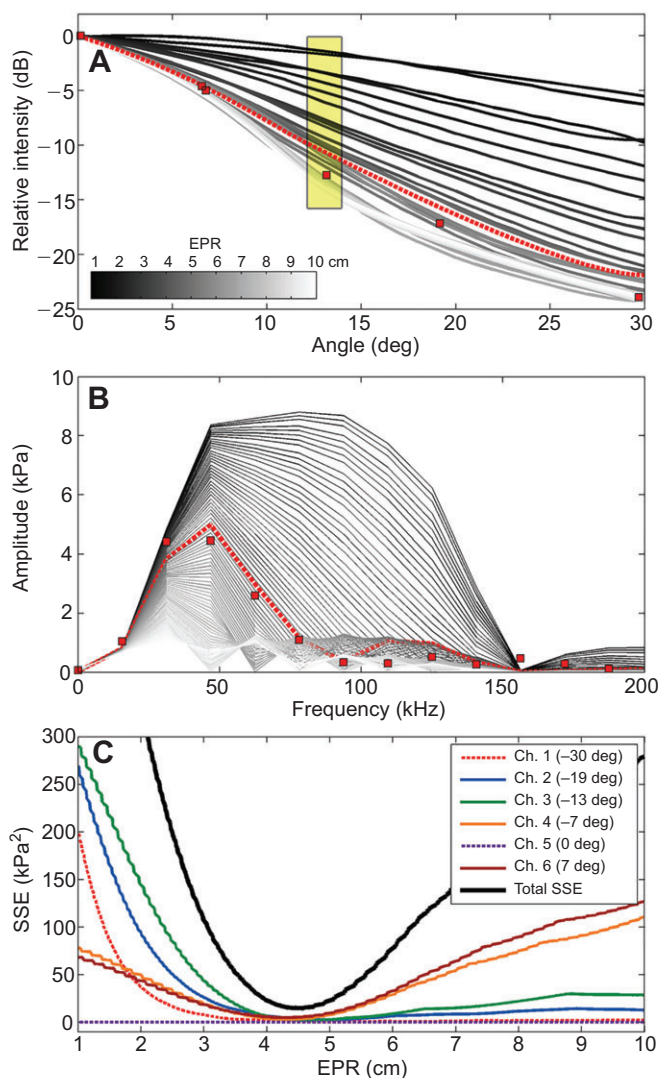 A
0
−5
−10
−15
−20
−25
Relative intensity (dB)
EPR
1 2 3 4 5 6 7 8 9 10 cm
0 5 10 15 20 25 30
Angle (deg)
B
10
8
6
4
2
0
Amplitude (kPa)
0 50 100 150 200
Frequency (kHz)
C
300
250
200
150
100
50
0
SSE (kPa²)
Ch. 1 (–30 deg)
Ch. 2 (–19 deg)
Ch. 3 (–13 deg)
Ch. 4 (–7 deg)
Ch. 5 (0 deg)
Ch. 6 (7 deg)
Total SSE
1 2 3 4 5 6 7 8 9 10
EPR (cm)